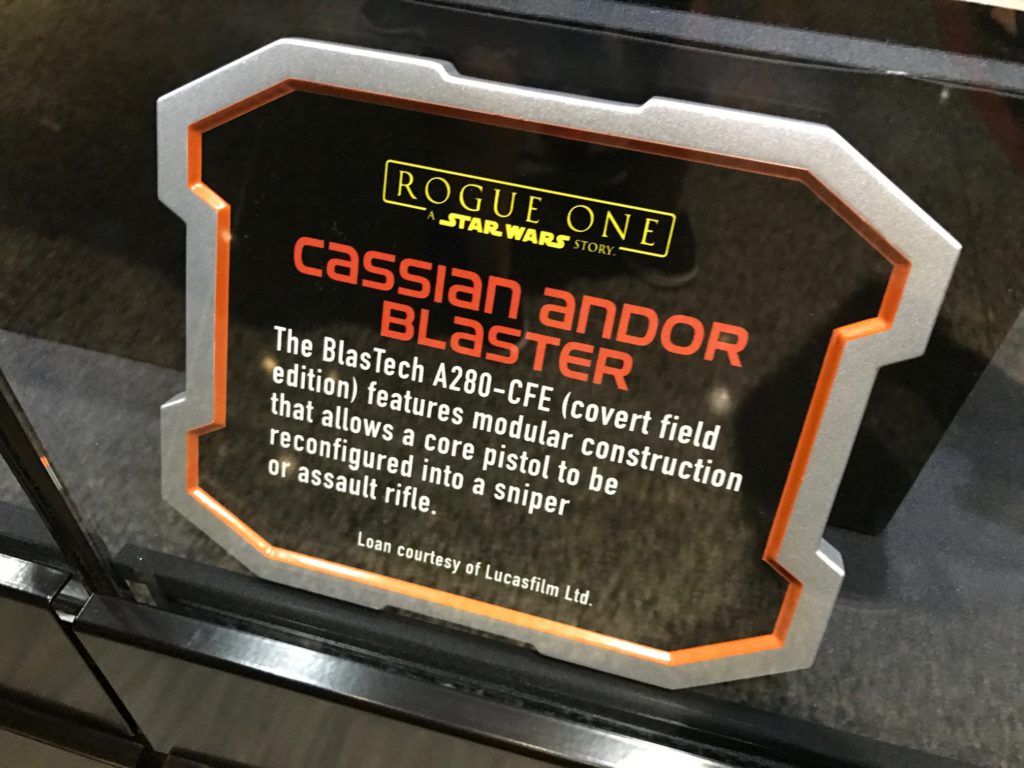 ROGUE ONE
A STAR WARS STORY™
CASSIAN ANDOR
BLASTER
The BlasTech A280-CFE (covert field
edition) features modular construction
that allows a core pistol to be
reconfigured into a sniper
or assault rifle.
Loan courtesy of Lucasfilm Ltd.